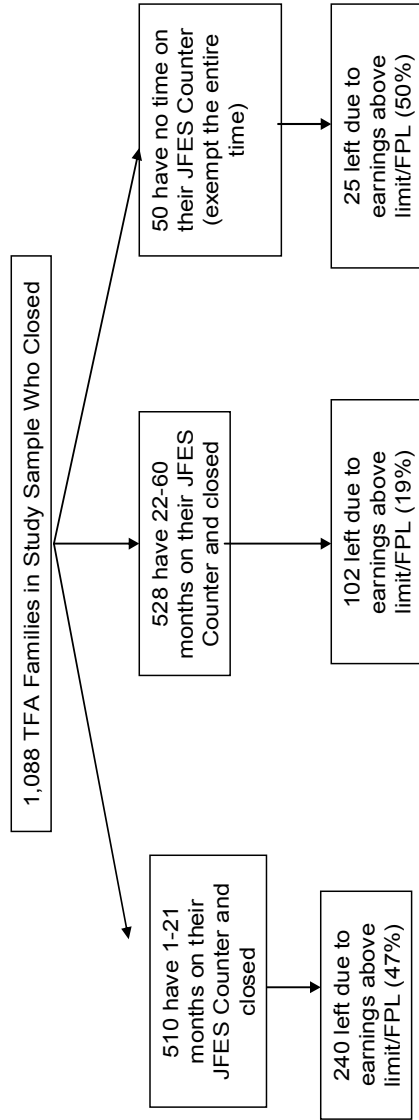 1,088 TFA Families in Study Sample Who Closed
510 have 1-21
months on their
JFES Counter and
closed
240 left due to
earnings above
limit/FPL (47%)
528 have 22-60
months on their JFES
Counter and closed
102 left due to
earnings above
limit/FPL (19%)
50 have no time on
their JFES Counter
(exempt the entire
time)
25 left due to
earnings above
limit/FPL (50%)